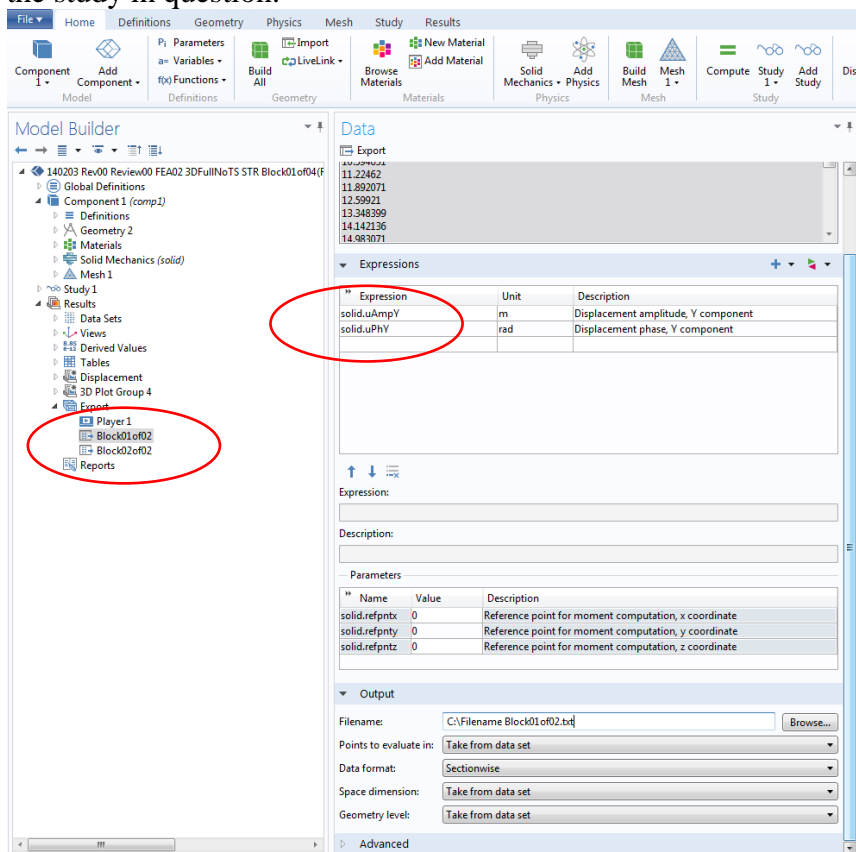 the study in question.
File Home Definitions Geometry Physics Mesh Study Results
Component 1 Add Component
Pi Parameters
a= Variables
f(x) Functions
Build All
Import
LiveLink
Browse Materials
New Material
Add Material
Solid Mechanics
Add Physics
Build Mesh
Mesh 1
Compute
Study 1
Add Study
Model Definitions Geometry Materials Physics Mesh Study
Model Builder
140203 Rev00 Review00 FEA02 3DFullNoTS STR Block01of04(F
Global Definitions
Component 1 (comp1)
Definitions
Geometry 2
Materials
Solid Mechanics (solid)
Mesh 1
Study 1
Results
Data Sets
Views
8.85
e-12
Derived Values
Tables
Displacement
3D Plot Group 4
Export
Player 1
Block01of02
Block02of02
Reports
Data
Export
11.22462
11.892071
12.59921
13.348399
14.142136
14.983071
Expressions
Expression Unit Description
solid.uAmpY m Displacement amplitude, Y component
solid.uPhY rad Displacement phase, Y component
Expression:
Description:
Parameters
Name Value Description
solid.refpntx 0 Reference point for moment computation, x coordinate
solid.refpnty 0 Reference point for moment computation, y coordinate
solid.refpntz 0 Reference point for moment computation, z coordinate
Output
Filename: C:\Filename Block01of02.txt Browse...
Points to evaluate in: Take from data set
Data format: Sectionwise
Space dimension: Take from data set
Geometry level: Take from data set
Advanced